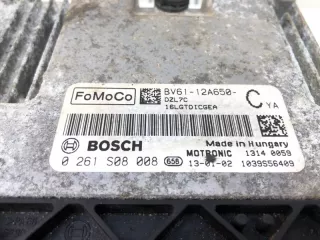 FoMoCo
BV61-12A650-
DZL7C
16LGTDICGEA
C YA
BOSCH
Made in Hungary
MOTRONIC 1314 0059
0 261 S08 008 658 13-01-02 1039S56409